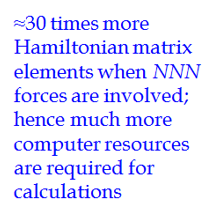 ≈30 times more
Hamiltonian matrix
elements when NNN
forces are involved;
hence much more
computer resources
are required for
calculations